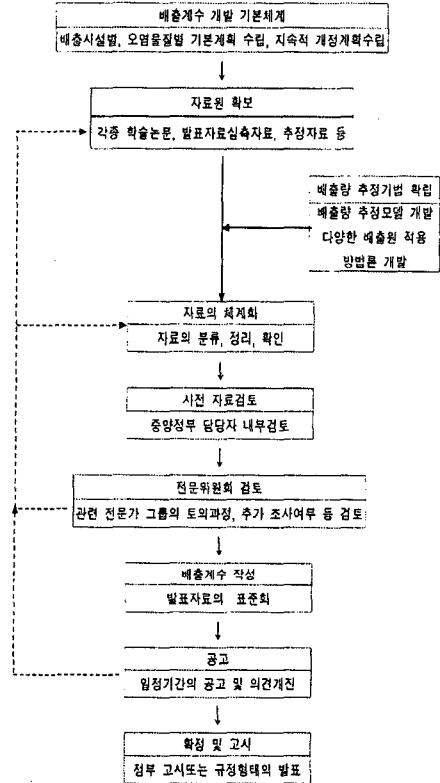 배출계수 개발 기본체계
배출시설별, 오염물질별 기본계획 수립, 지속적 개정계획수립
자료원 확보
각종 학술논문, 발표자료실측자료, 추정자료 등
배출량 추정기법 확립
배출량 추정모델 개발
다양한 배출원 적용
방법론 개발
자료의 체계화
자료의 분류, 정리, 확인
사전 자료검토
중앙정부 담당자 내부검토
전문위원회 검토
관련 전문가 그룹의 토의과정, 추가 조사여부 등 검토
배출계수 작성
발표자료의 표준화
공고
일정기간의 공고 및 의견개진
확정 및 고시
정부 고시또는 규정형태의 발표